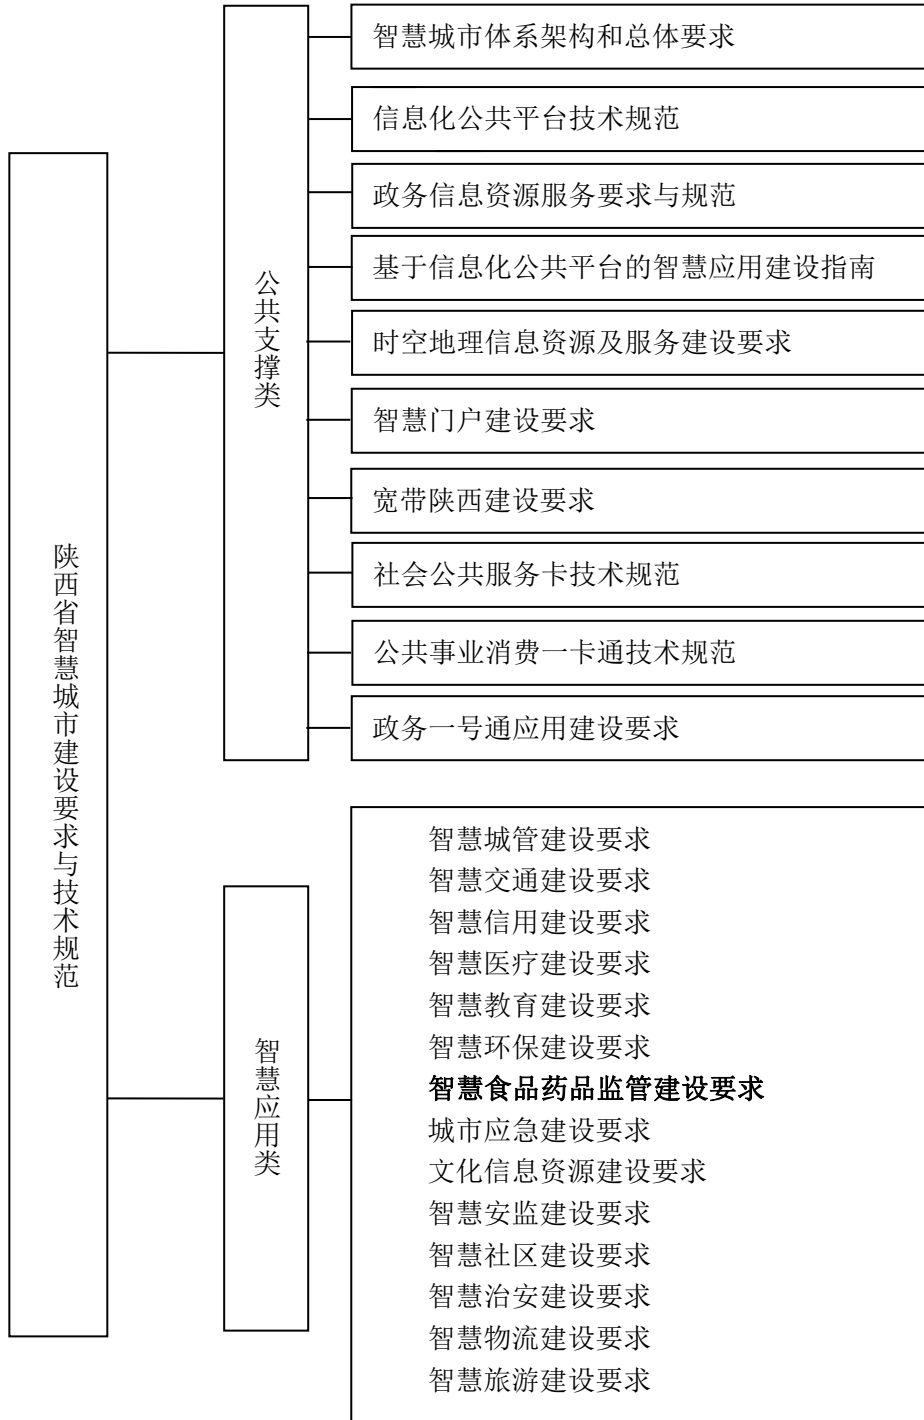 陕西省智慧城市建设要求与技术规范
公共支撑类
智慧城市体系架构和总体要求
信息化公共平台技术规范
政务信息资源服务要求与规范
基于信息化公共平台的智慧应用建设指南
时空地理信息资源及服务建设要求
智慧门户建设要求
宽带陕西建设要求
社会公共服务卡技术规范
公共事业消费一卡通技术规范
政务一号通应用建设要求
智慧应用类
智慧城管建设要求
智慧交通建设要求
智慧信用建设要求
智慧医疗建设要求
智慧教育建设要求
智慧环保建设要求
智慧食品药品监管建设要求
城市应急建设要求
文化信息资源建设要求
智慧安监建设要求
智慧社区建设要求
智慧治安建设要求
智慧物流建设要求
智慧旅游建设要求